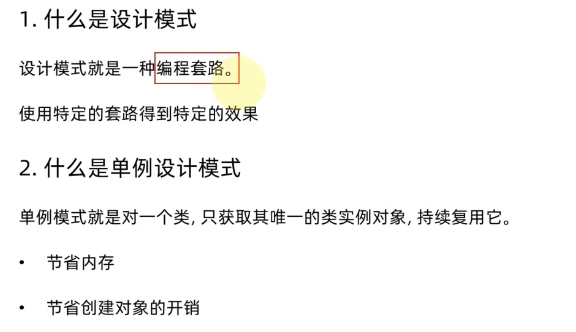 1. 什么是设计模式
设计模式就是一种编程套路。
使用特定的套路得到特定的效果
2. 什么是单例设计模式
单例模式就是对一个类, 只获取其唯一的类实例对象, 持续复用它。
• 节省内存
• 节省创建对象的开销